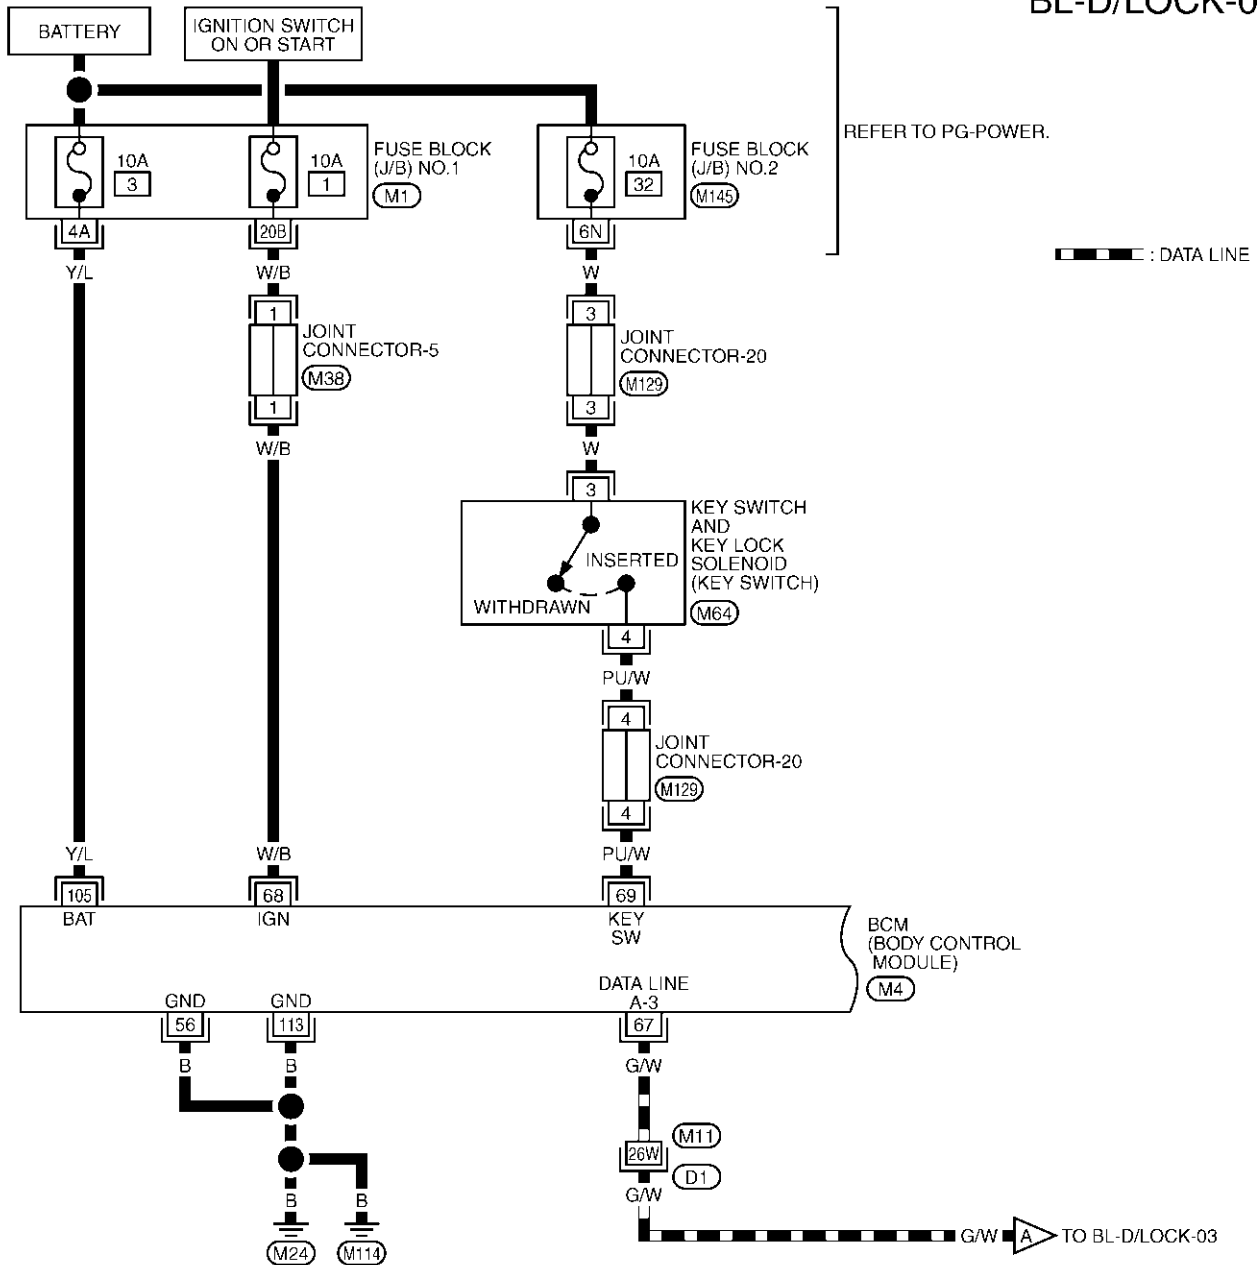 BL-D/LOCK-0
BATTERY
IGNITION SWITCH
ON OR START
REFER TO PG-POWER.
10A
3
10A
1
FUSE BLOCK
(J/B) NO.1
M1
10A
32
FUSE BLOCK
(J/B) NO.2
M145
4A
20B
6N
: DATA LINE
Y/L
W/B
W
1
JOINT
CONNECTOR-5
M38
1
3
JOINT
CONNECTOR-20
M129
3
W/B
W
3
KEY SWITCH
AND
KEY LOCK
SOLENOID
(KEY SWITCH)
M64
INSERTED
WITHDRAWN
4
PU/W
4
JOINT
CONNECTOR-20
M129
4
Y/L
W/B
PU/W
105
68
69
BAT
IGN
KEY
SW
BCM
(BODY CONTROL
MODULE)
M4
GND
GND
DATA LINE
A-3
56
113
67
B
B
G/W
M11
26W
D1
G/W
B
B
M24
M114
G/W
A
TO BL-D/LOCK-03